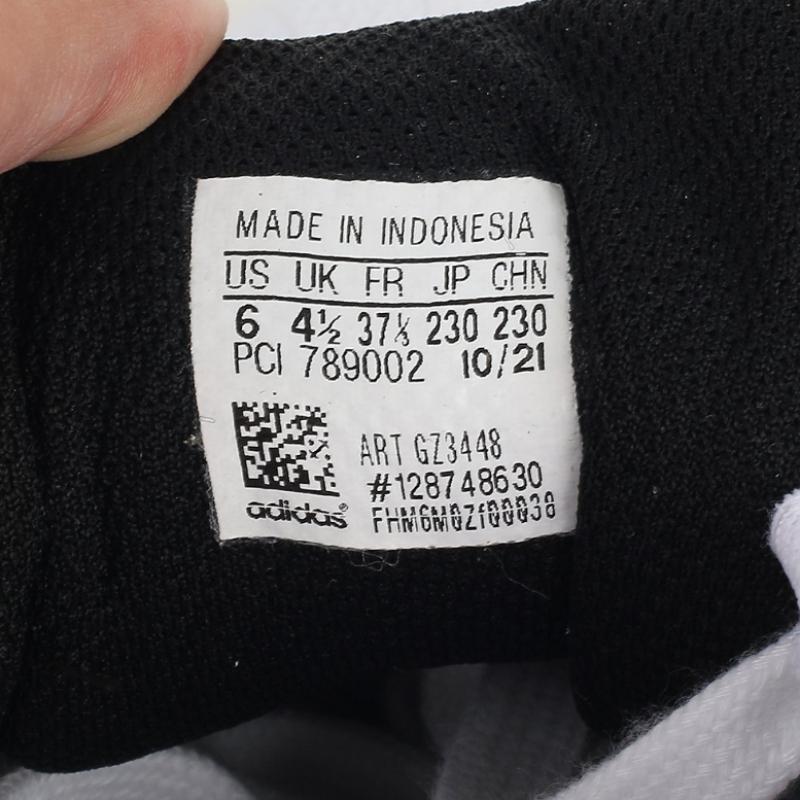 MADE IN INDONESIA
US UK FR JP CHN
6 4½ 37⅓ 230 230
PCI 789002 10/21
ART GZ3448
#128748630
adidas